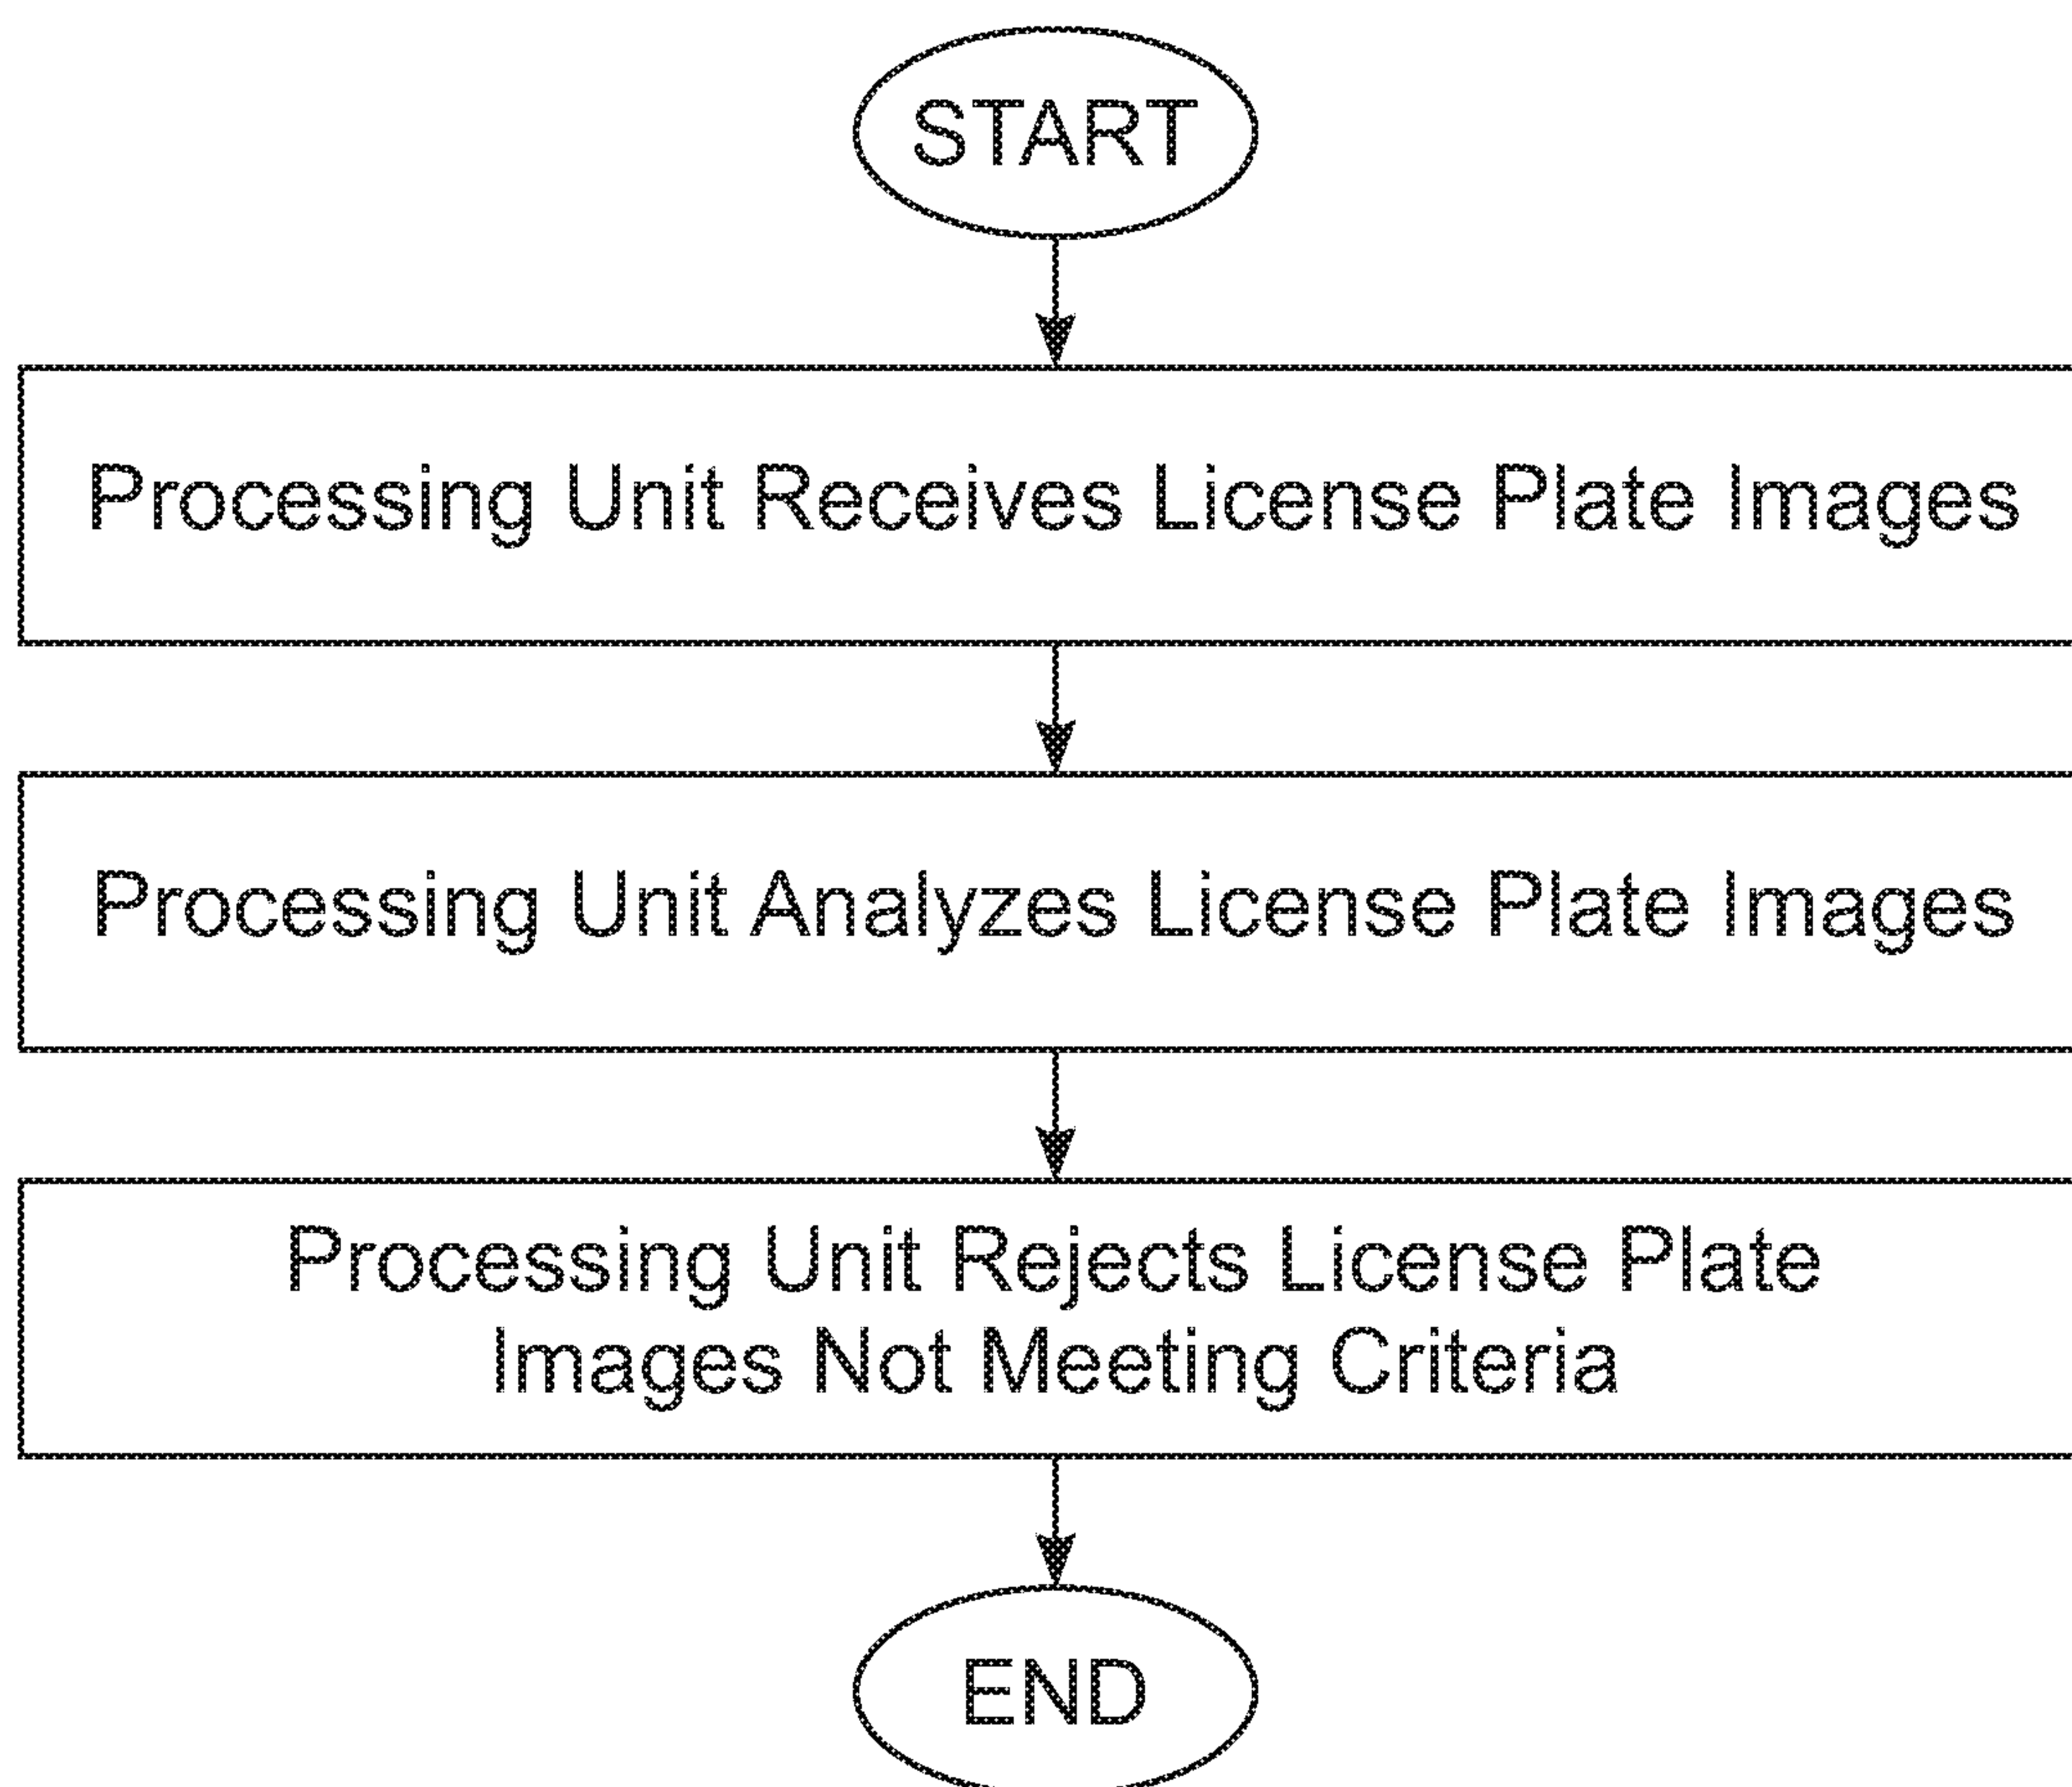 START
Processing Unit Receives License Plate Images
Processing Unit Analyzes License Plate Images
Processing Unit Rejects License Plate
Images Not Meeting Criteria
END